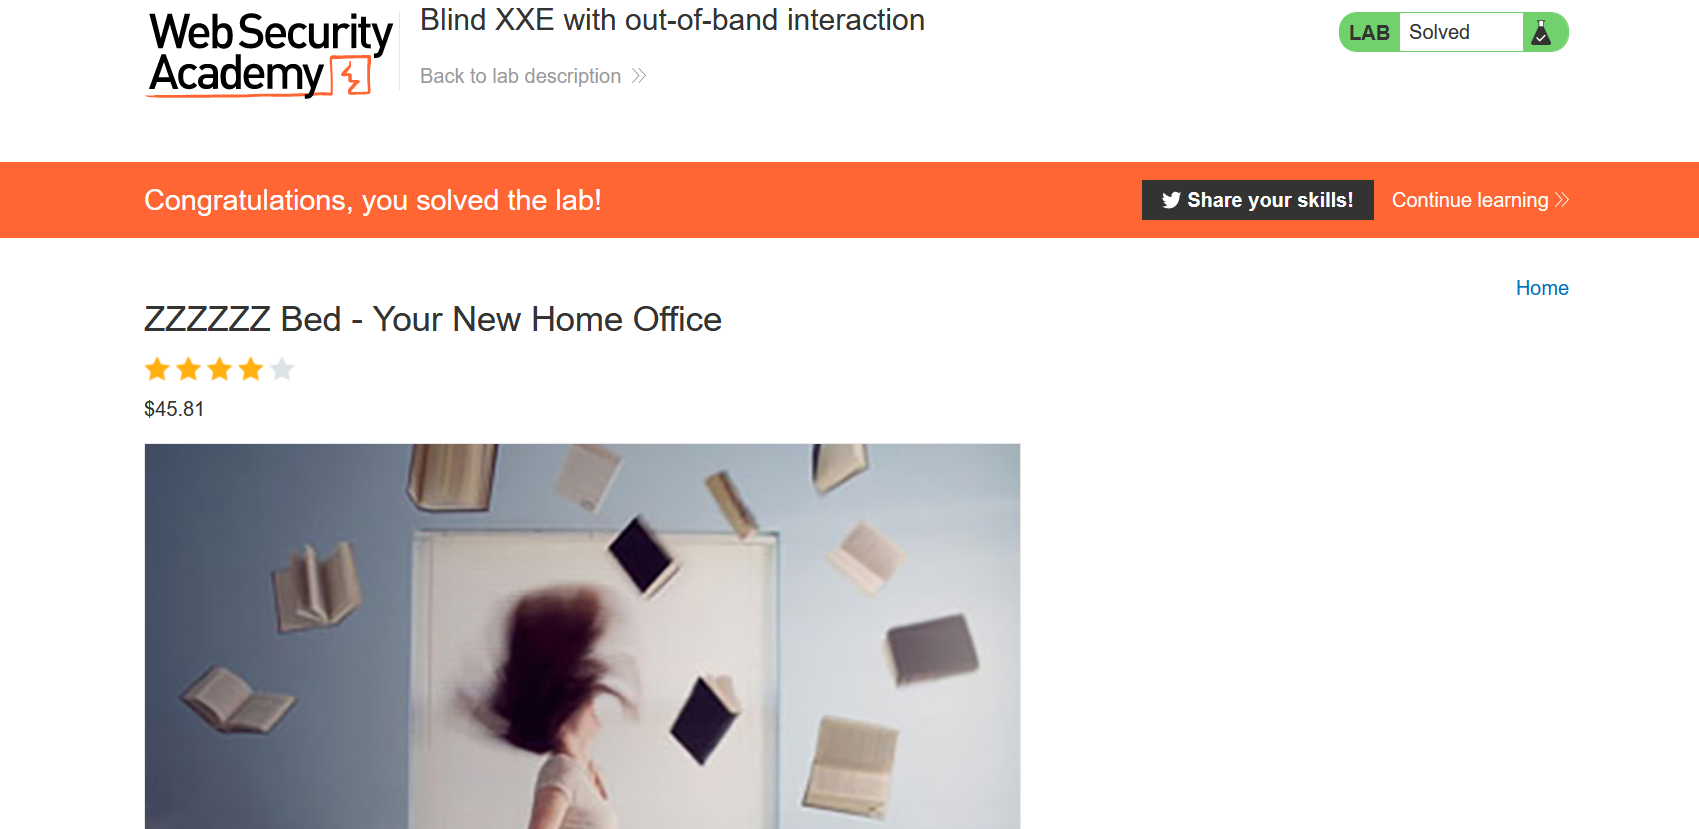 Web Security
Academy
Blind XXE with out-of-band interaction
Back to lab description
LAB Solved
Congratulations, you solved the lab!
Share your skills!
Continue learning
Home
ZZZZZZ Bed - Your New Home Office
$45.81